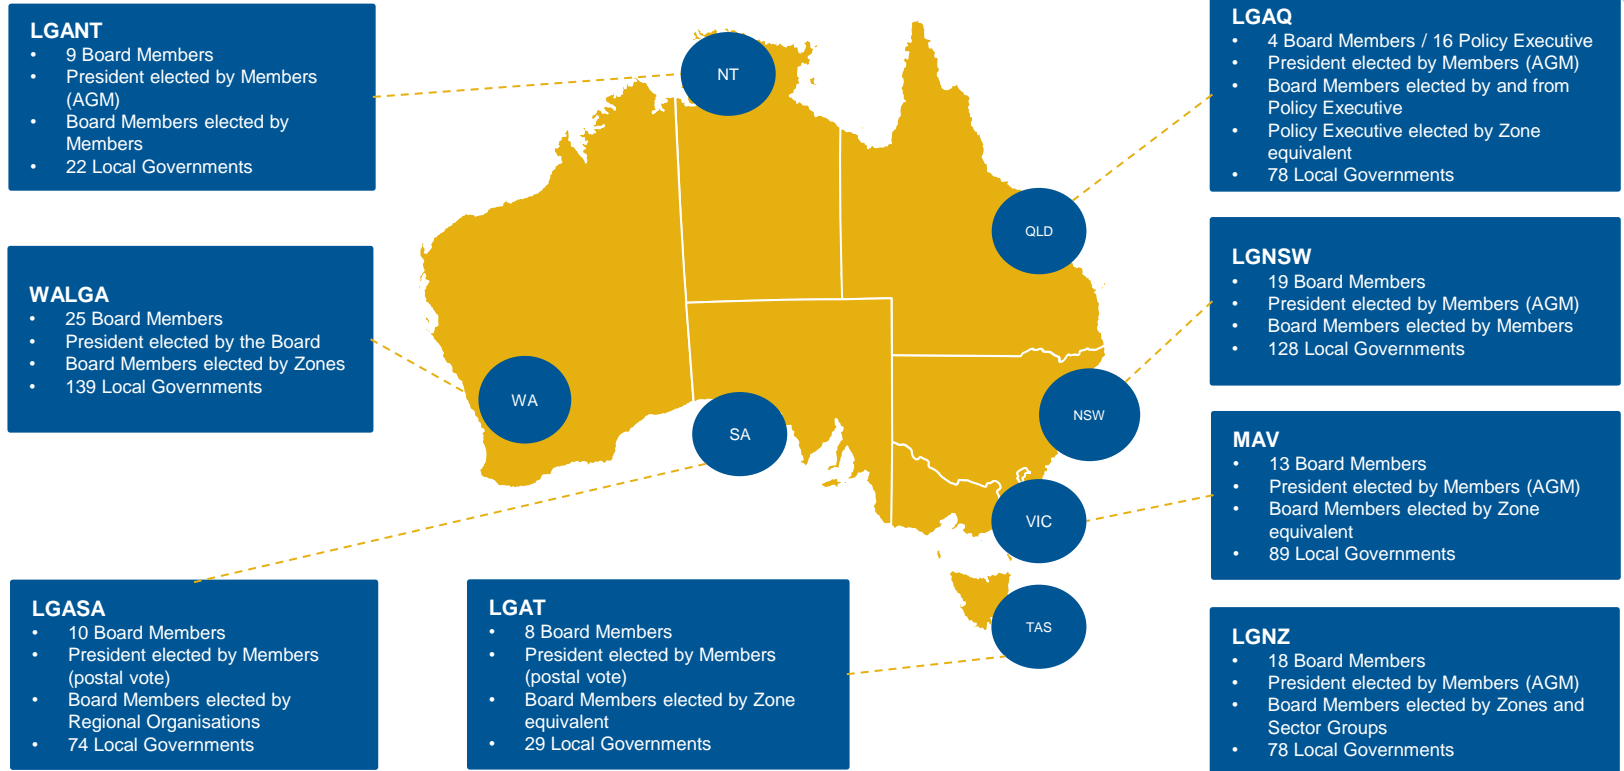 LGANT
• 9 Board Members
• President elected by Members
(AGM)
• Board Members elected by
Members
• 22 Local Governments
WALGA
• 25 Board Members
• President elected by the Board
• Board Members elected by Zones
• 139 Local Governments
LGASA
• 10 Board Members
• President elected by Members
(postal vote)
• Board Members elected by
Regional Organisations
• 74 Local Governments
LGAT
• 8 Board Members
• President elected by Members
(postal vote)
• Board Members elected by Zone
equivalent
• 29 Local Governments
NT
QLD
WA
SA
NSW
VIC
TAS
LGAQ
• 4 Board Members / 16 Policy Executive
• President elected by Members (AGM)
• Board Members elected by and from
Policy Executive
• Policy Executive elected by Zone
equivalent
• 78 Local Governments
LGNSW
• 19 Board Members
• President elected by Members (AGM)
• Board Members elected by Members
• 128 Local Governments
MAV
• 13 Board Members
• President elected by Members (AGM)
• Board Members elected by Zone
equivalent
• 89 Local Governments
LGNZ
• 18 Board Members
• President elected by Members (AGM)
• Board Members elected by Zones and
Sector Groups
• 78 Local Governments